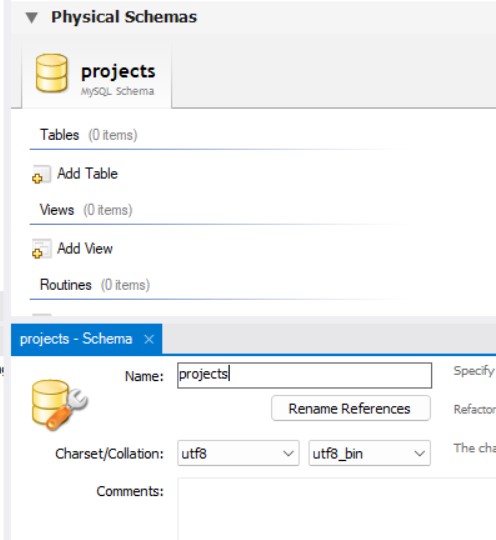 Physical Schemas
projects
MySQL Schema
Tables (0 items)
Add Table
Views (0 items)
Add View
Routines (0 items)
projects - Schema
Name: projects Specify
Rename References Refactor
Charset/Collation: utf8 utf8_bin The cha
Comments: